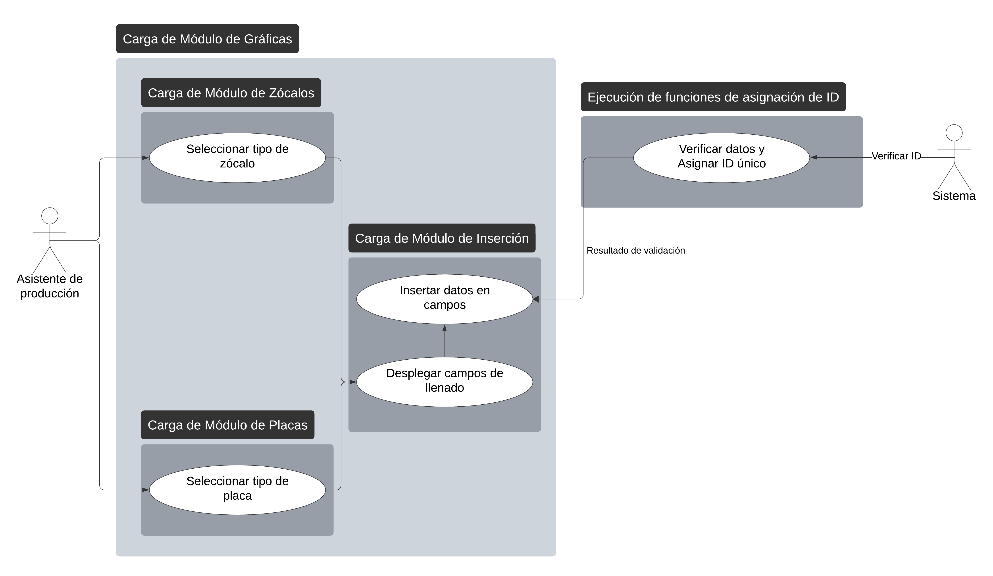 Carga de Módulo de Gráficas
Carga de Módulo de Zócalos
Seleccionar tipo de
zócalo
Ejecución de funciones de asignación de ID
Verificar datos y
Asignar ID único
Verificar ID
Sistema
Asistente de
producción
Carga de Módulo de Inserción
Resultado de validación
Insertar datos en
campos
Desplegar campos de
llenado
Carga de Módulo de Placas
Seleccionar tipo de
placa